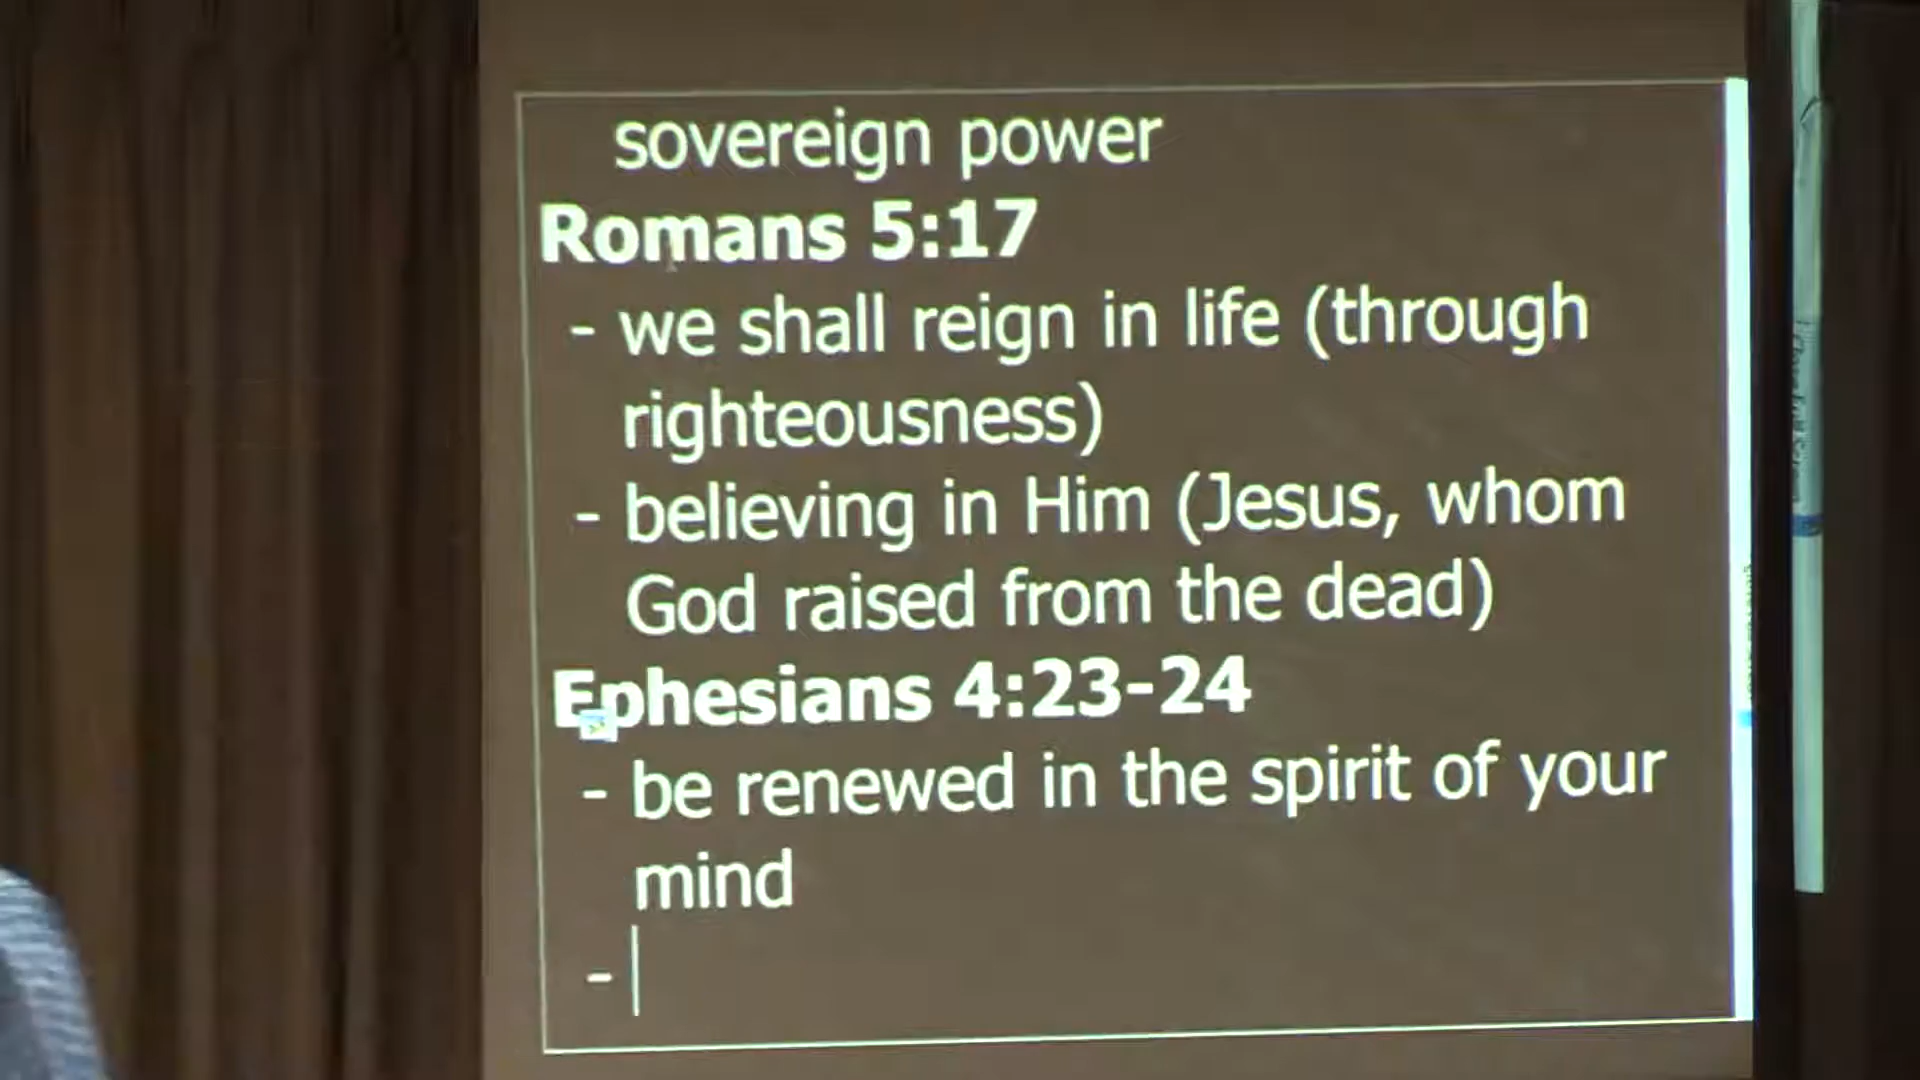 sovereign power
Romans 5:17
- we shall reign in life (through
righteousness)
- believing in Him (Jesus, whom
God raised from the dead)
Ephesians 4:23-24
- be renewed in the spirit of your
mind
-